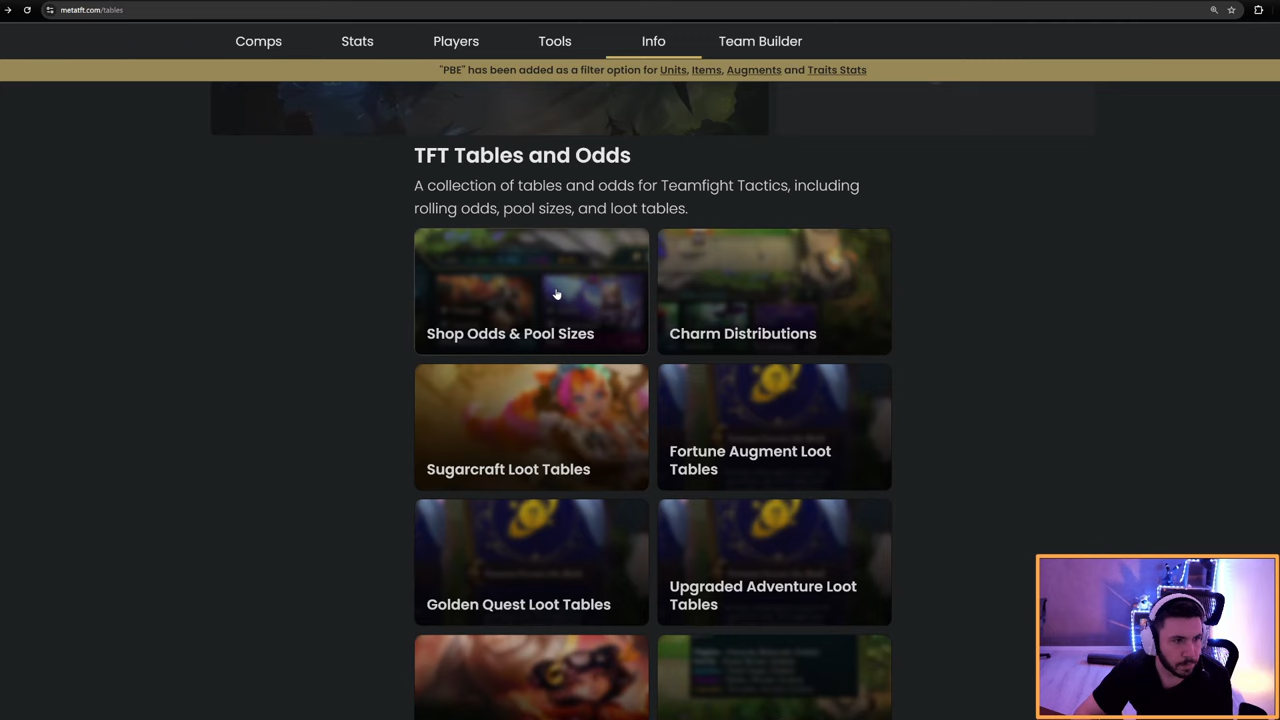 metatft.com/tables
Comps
Stats
Players
Tools
Info
Team Builder
"PBE" has been added as a filter option for Units, Items, Augments and Traits Stats
TFT Tables and Odds
A collection of tables and odds for Teamfight Tactics, including
rolling odds, pool sizes, and loot tables.
Shop Odds & Pool Sizes
Charm Distributions
Sugarcraft Loot Tables
Fortune Augment Loot
Tables
Golden Quest Loot Tables
Upgraded Adventure Loot
Tables